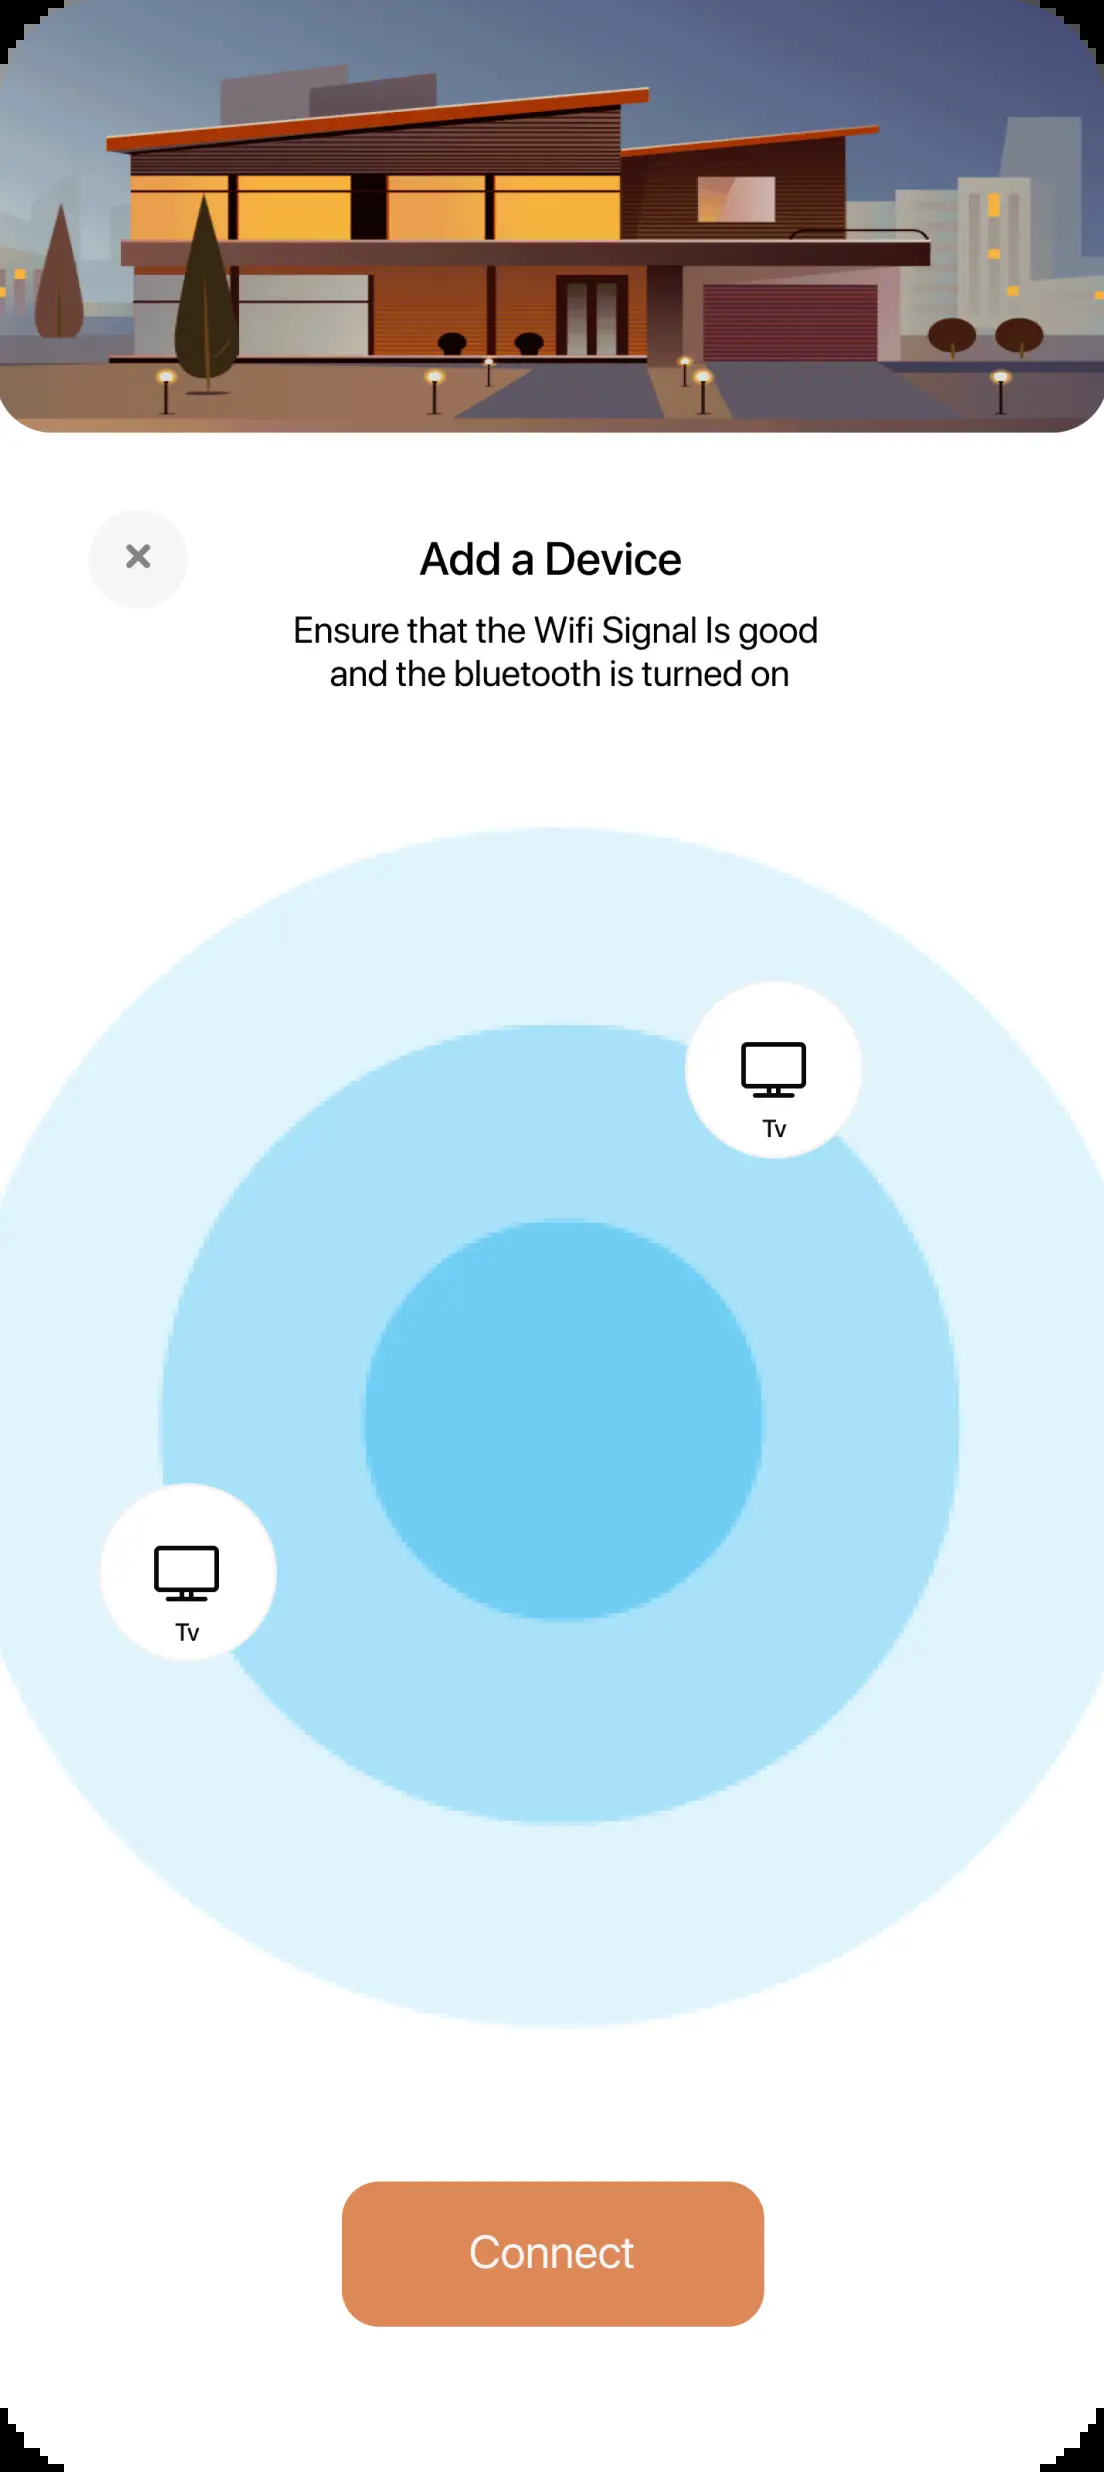 Add a Device
Ensure that the Wifi Signal Is good
and the bluetooth is turned on
Tv
Tv
Connect